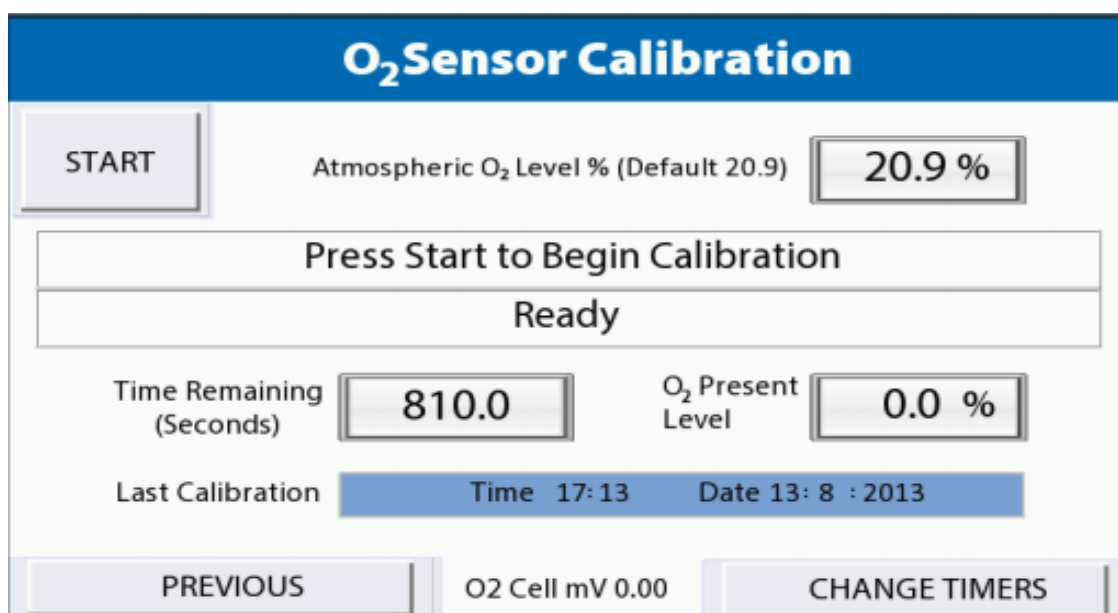 O₂Sensor Calibration
START
Atmospheric O₂ Level % (Default 20.9)
20.9 %
Press Start to Begin Calibration
Ready
Time Remaining
(Seconds)
810.0
O₂ Present
Level
0.0 %
Last Calibration
Time 17:13 Date 13: 8 : 2013
PREVIOUS
O2 Cell mV 0.00
CHANGE TIMERS